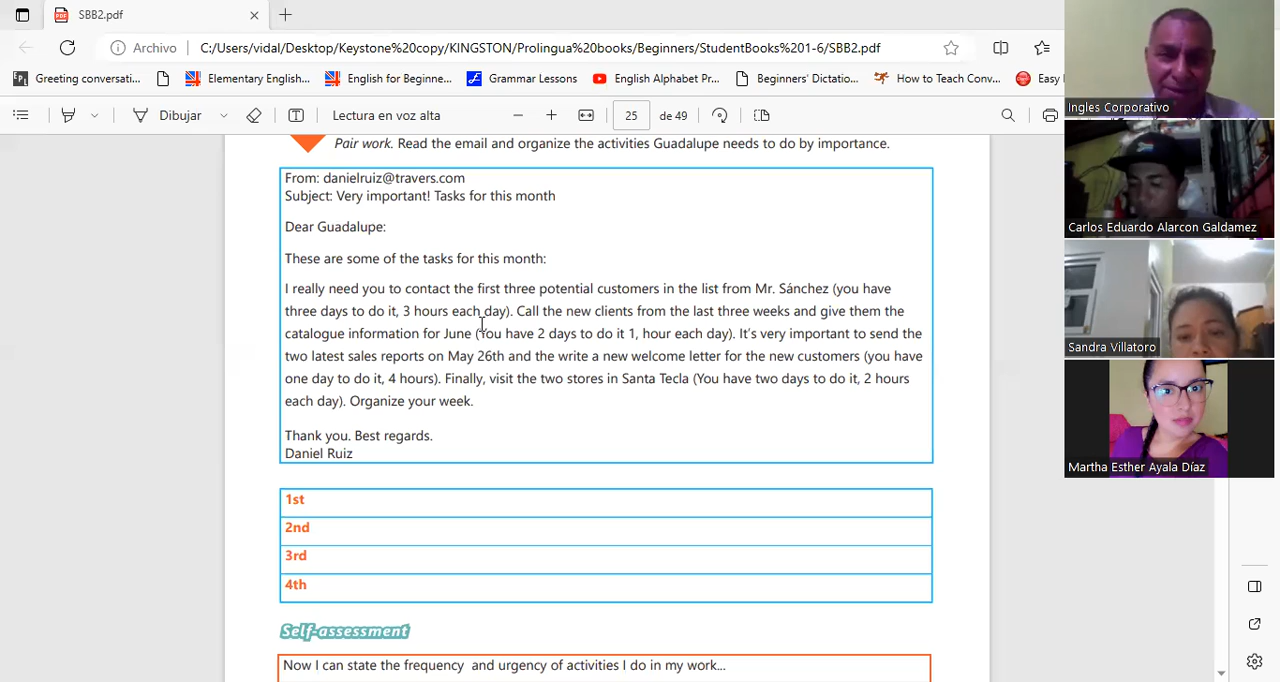 SBB2.pdf
Archivo
C:/Users/vidal/Desktop/Keystone%20copy/KINGSTON/Prolingua%20books/Beginners/StudentBooks%201-6/SBB2.pdf
Greeting conversati...
Elementary English...
English for Beginne...
Grammar Lessons
English Alphabet Pr...
Beginners' Dictatio...
How to Teach Conv...
Easy
Dibujar
Lectura en voz alta
25 de 49
Pair work. Read the email and organize the activities Guadalupe needs to do by importance.
From: danielruiz@travers.com
Subject: Very important! Tasks for this month
Dear Guadalupe:
These are some of the tasks for this month:
I really need you to contact the first three potential customers in the list from Mr. Sánchez (you have
three days to do it, 3 hours each day). Call the new clients from the last three weeks and give them the
catalogue information for June (You have 2 days to do it 1, hour each day). It's very important to send the
two latest sales reports on May 26th and the write a new welcome letter for the new customers (you have
one day to do it, 4 hours). Finally, visit the two stores in Santa Tecla (You have two days to do it, 2 hours
each day). Organize your week.
Thank you. Best regards.
Daniel Ruiz
1st
2nd
3rd
4th
Self-assessment
Now I can state the frequency and urgency of activities I do in my work...
Ingles Corporativo
Carlos Eduardo Alarcon Galdamez
Sandra Villatoro
Martha Esther Ayala Díaz